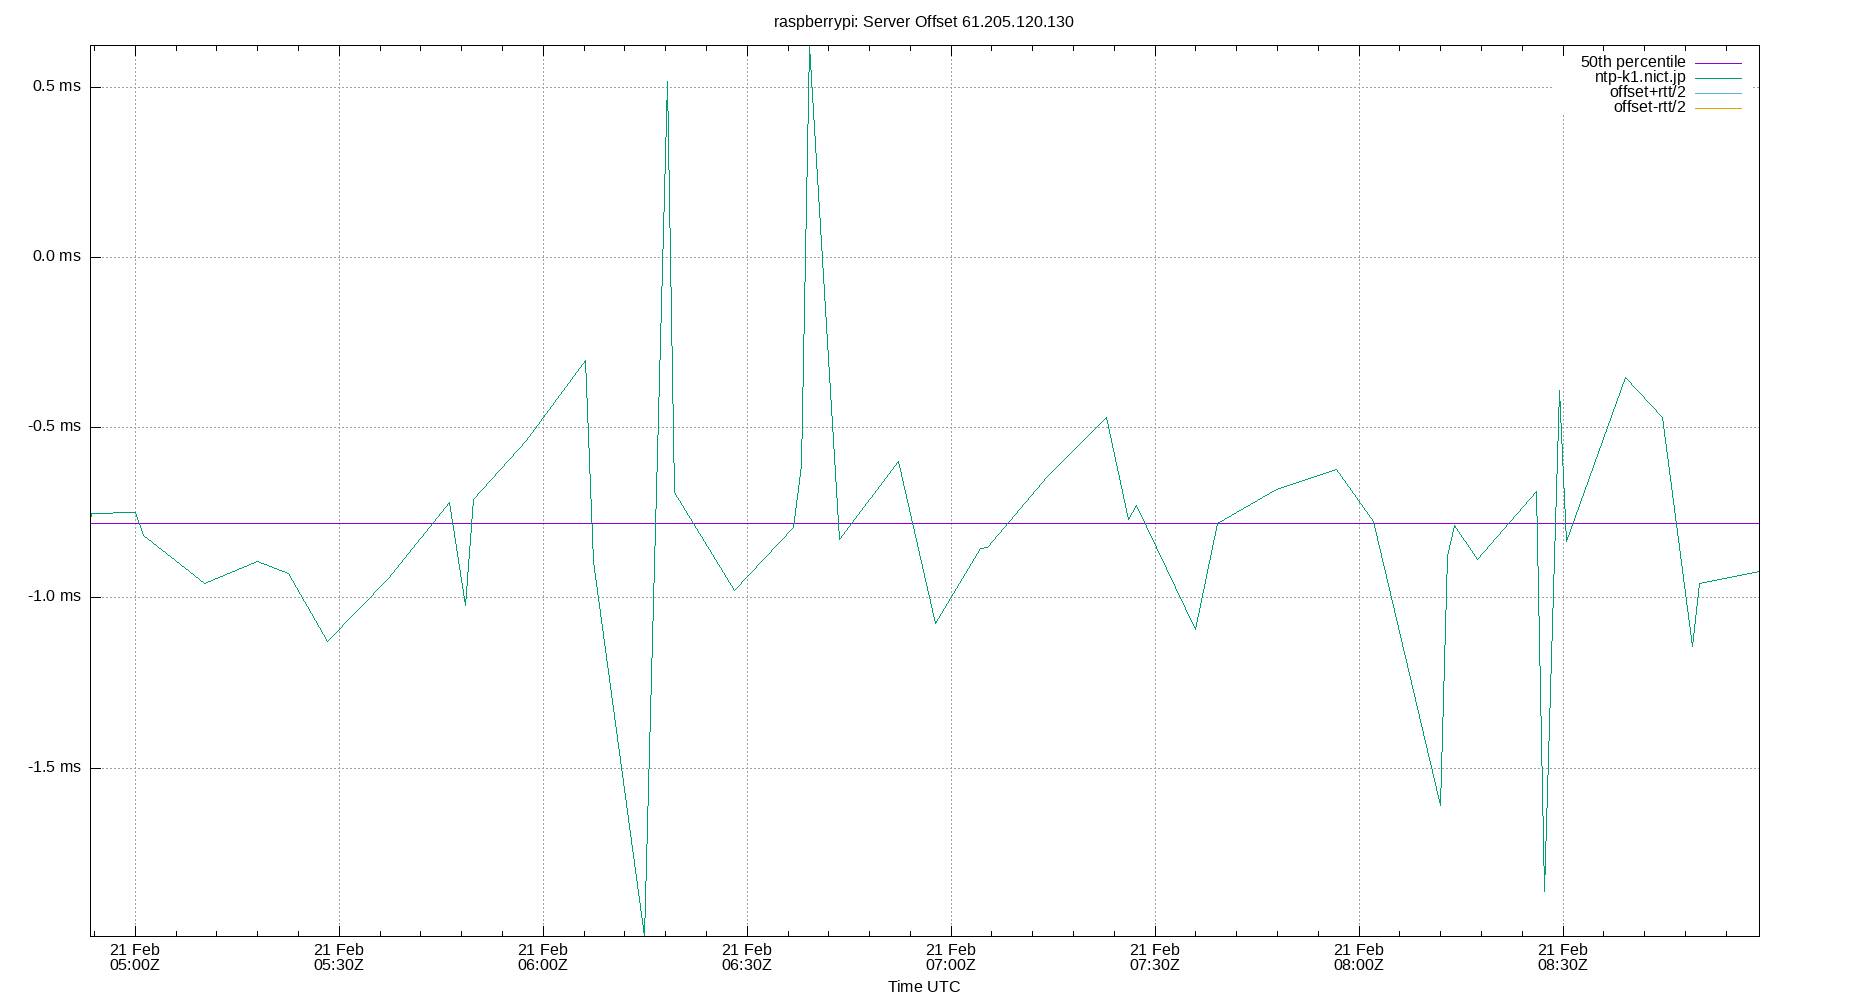 raspberrypi: Server Offset 61.205.120.130
50th percentile
ntp-k1.nict.jp
offset+rtt/2
offset-rtt/2
0.5 ms
0.0 ms
-0.5 ms
-1.0 ms
-1.5 ms
21 Feb 21 Feb 21 Feb 21 Feb 21 Feb 21 Feb 21 Feb 21 Feb
05:00Z 05:30Z 06:00Z 06:30Z 07:00Z 07:30Z 08:00Z 08:30Z
Time UTC